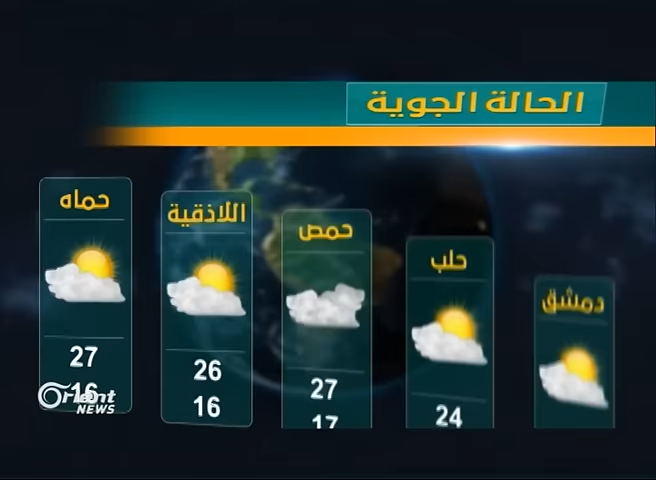 الحالة الجوية
دمشق
حلب
24
حمص
27
17
اللاذقية
26
16
حماه
27
16
Orient
NEWS